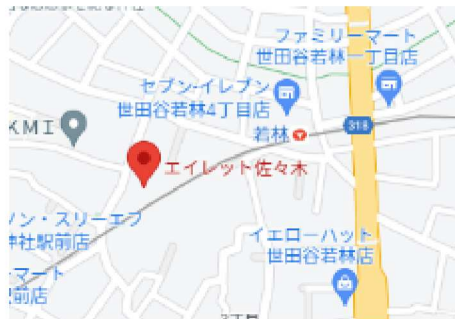 ファミリーマート
世田谷若林一丁目店
セブン-イレブン
世田谷若林4丁目店
KMI
若林
318
エイレット佐々木
ソン・スリーエフ
神社駅前店
イエローハット
世田谷若林店
マート
駅前店